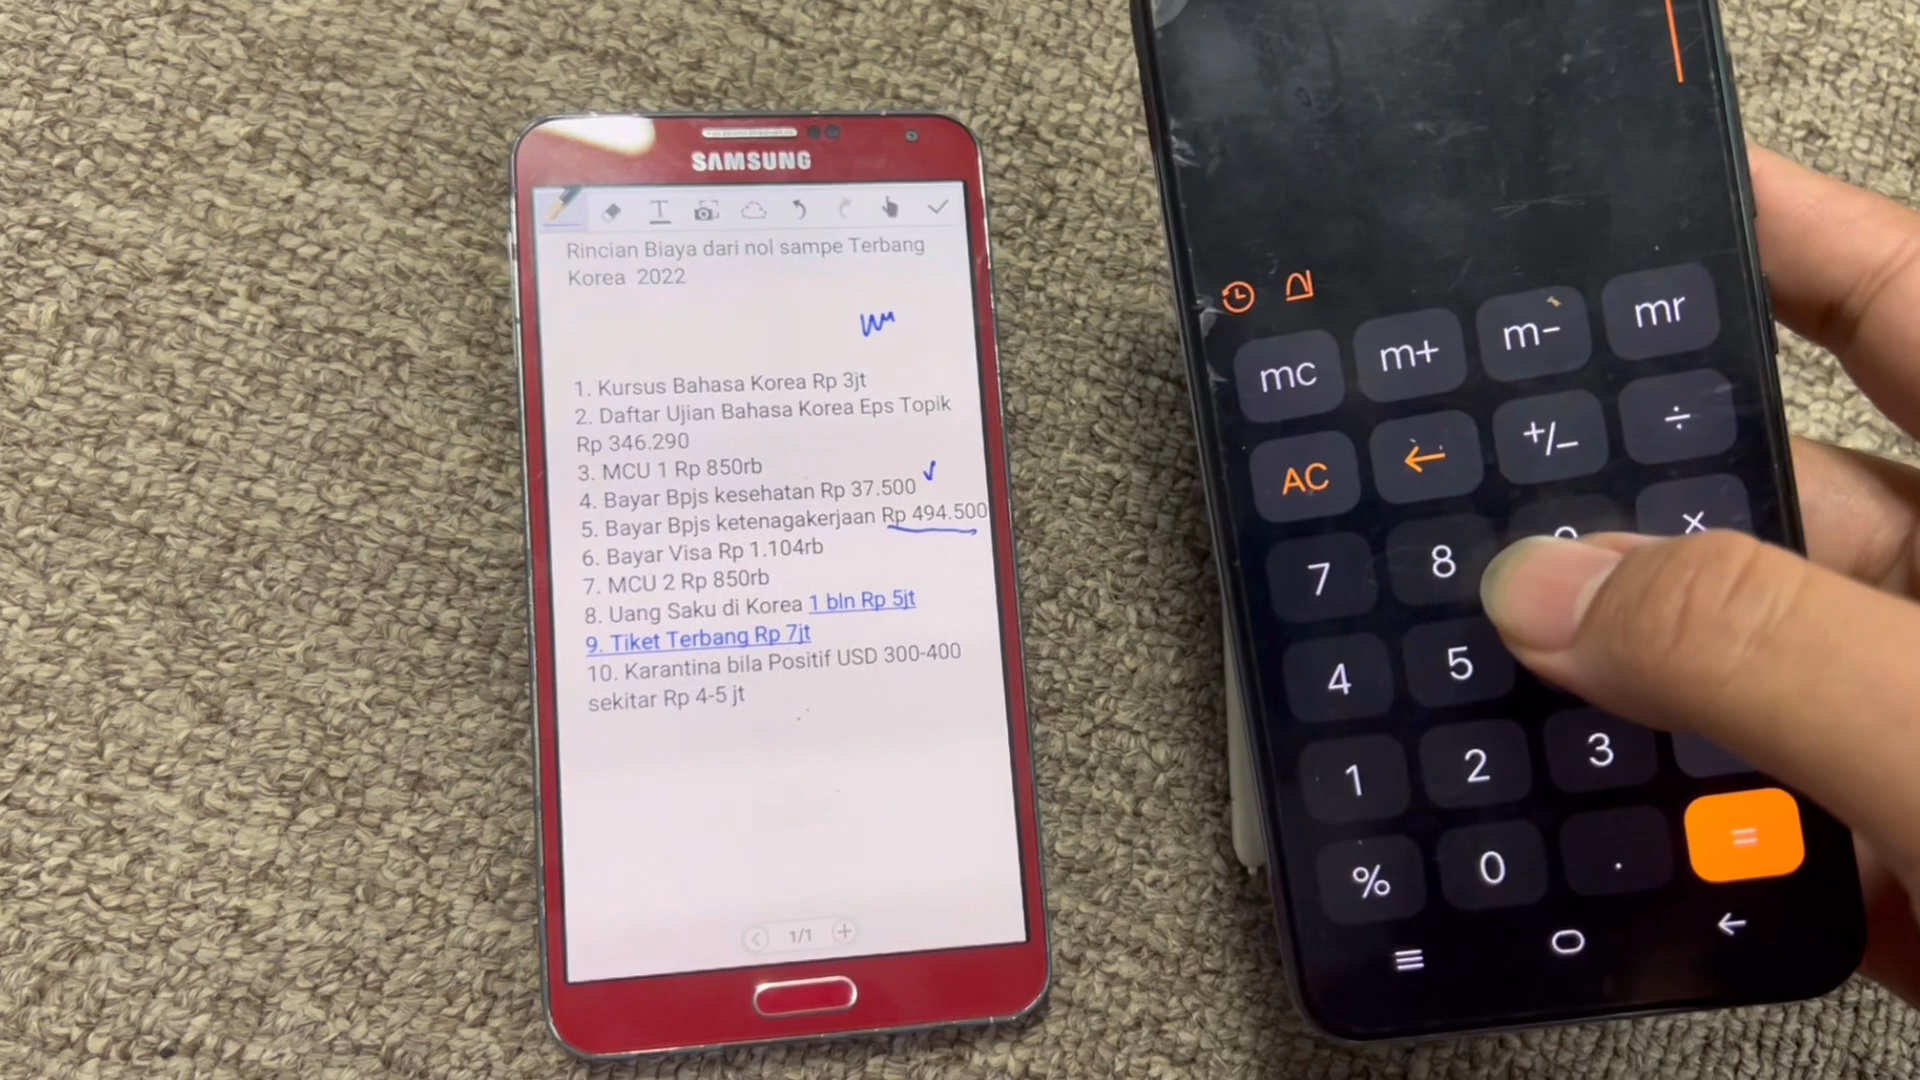 SAMSUNG
Rincian Biaya dari nol sampe Terbang
Korea 2022
1. Kursus Bahasa Korea Rp 3jt
2. Daftar Ujian Bahasa Korea Eps Topik
Rp 346.290
3. MCU 1 Rp 850rb
4. Bayar Bpjs kesehatan Rp 37.500
5. Bayar Bpjs ketenagakerjaan Rp 494.500
6. Bayar Visa Rp 1.104rb
7. MCU 2 Rp 850rb
8. Uang Saku di Korea 1 bln Rp 5jt
9. Tiket Terbang Rp 7jt
10. Karantina bila Positif USD 300-400
sekitar Rp 4-5 jt
1/1
mc m+ m- mr
AC ← +/− ÷
7 8 ×
4 5
1 2 3
% 0 . =